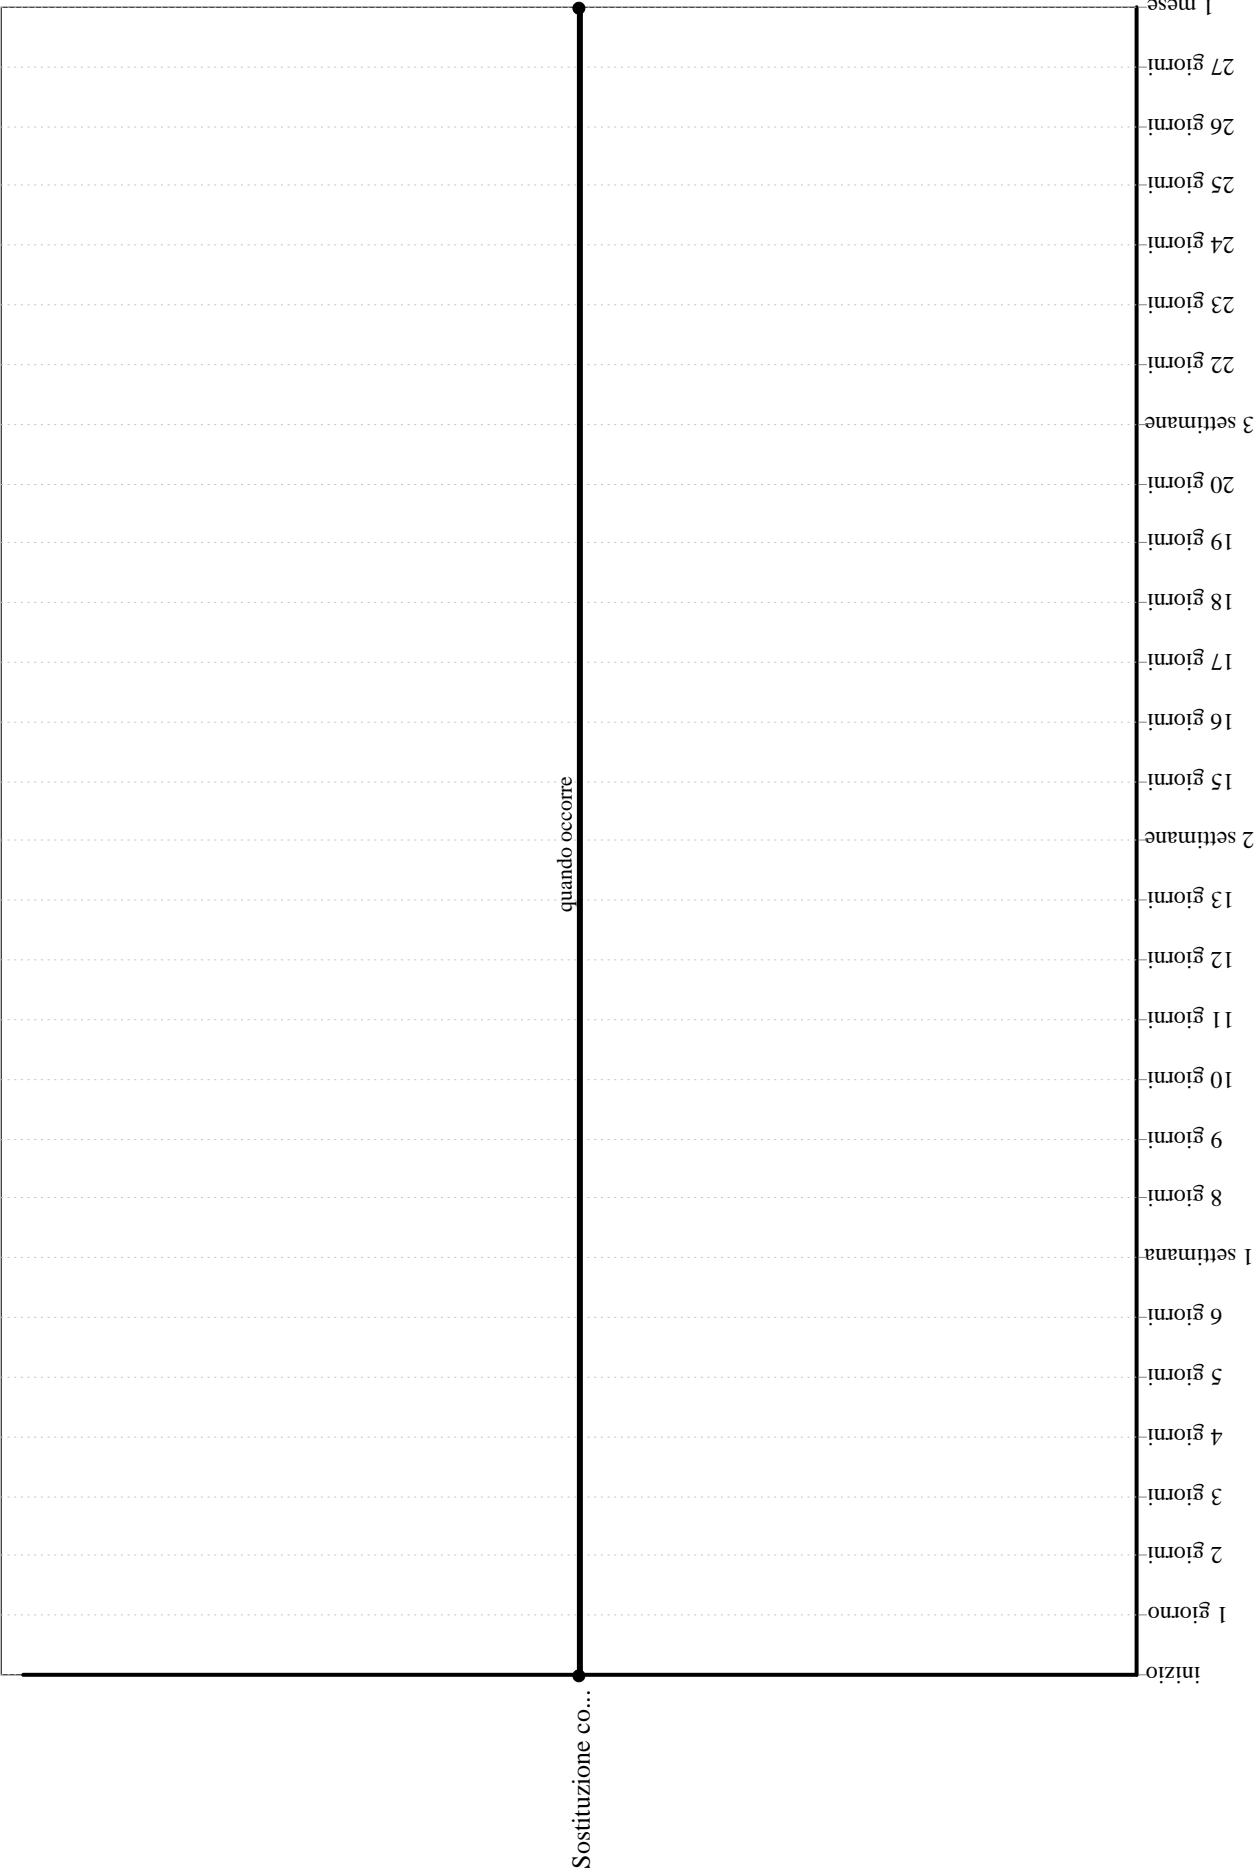 1 mese
27 giorni
26 giorni
25 giorni
24 giorni
23 giorni
22 giorni
3 settimane
20 giorni
19 giorni
18 giorni
17 giorni
16 giorni
15 giorni
2 settimane
13 giorni
12 giorni
11 giorni
10 giorni
9 giorni
8 giorni
1 settimana
6 giorni
5 giorni
4 giorni
3 giorni
2 giorni
1 giorno
inizio
quando occorre
Sostituzione co...